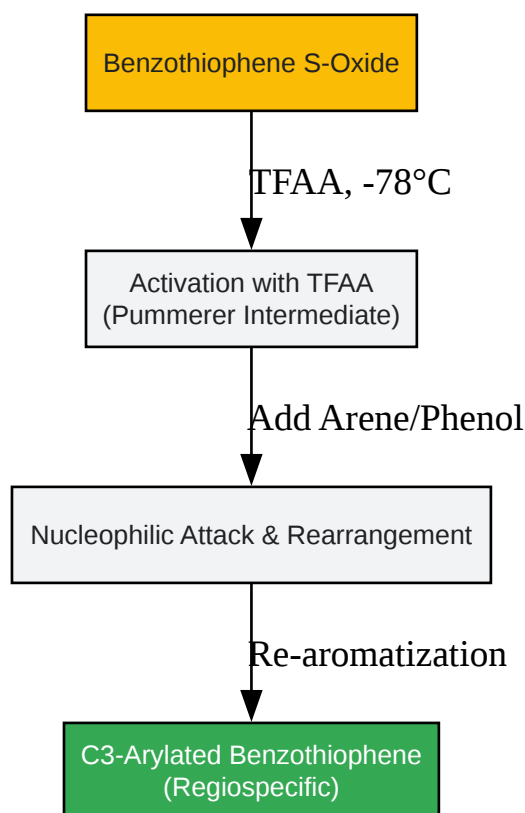 Benzothiophene S-Oxide
TFAA, -78°C
Activation with TFAA
(Pummerer Intermediate)
Add Arene/Phenol
Nucleophilic Attack & Rearrangement
Re-aromatization
C3-Arylated Benzothiophene
(Regiospecific)